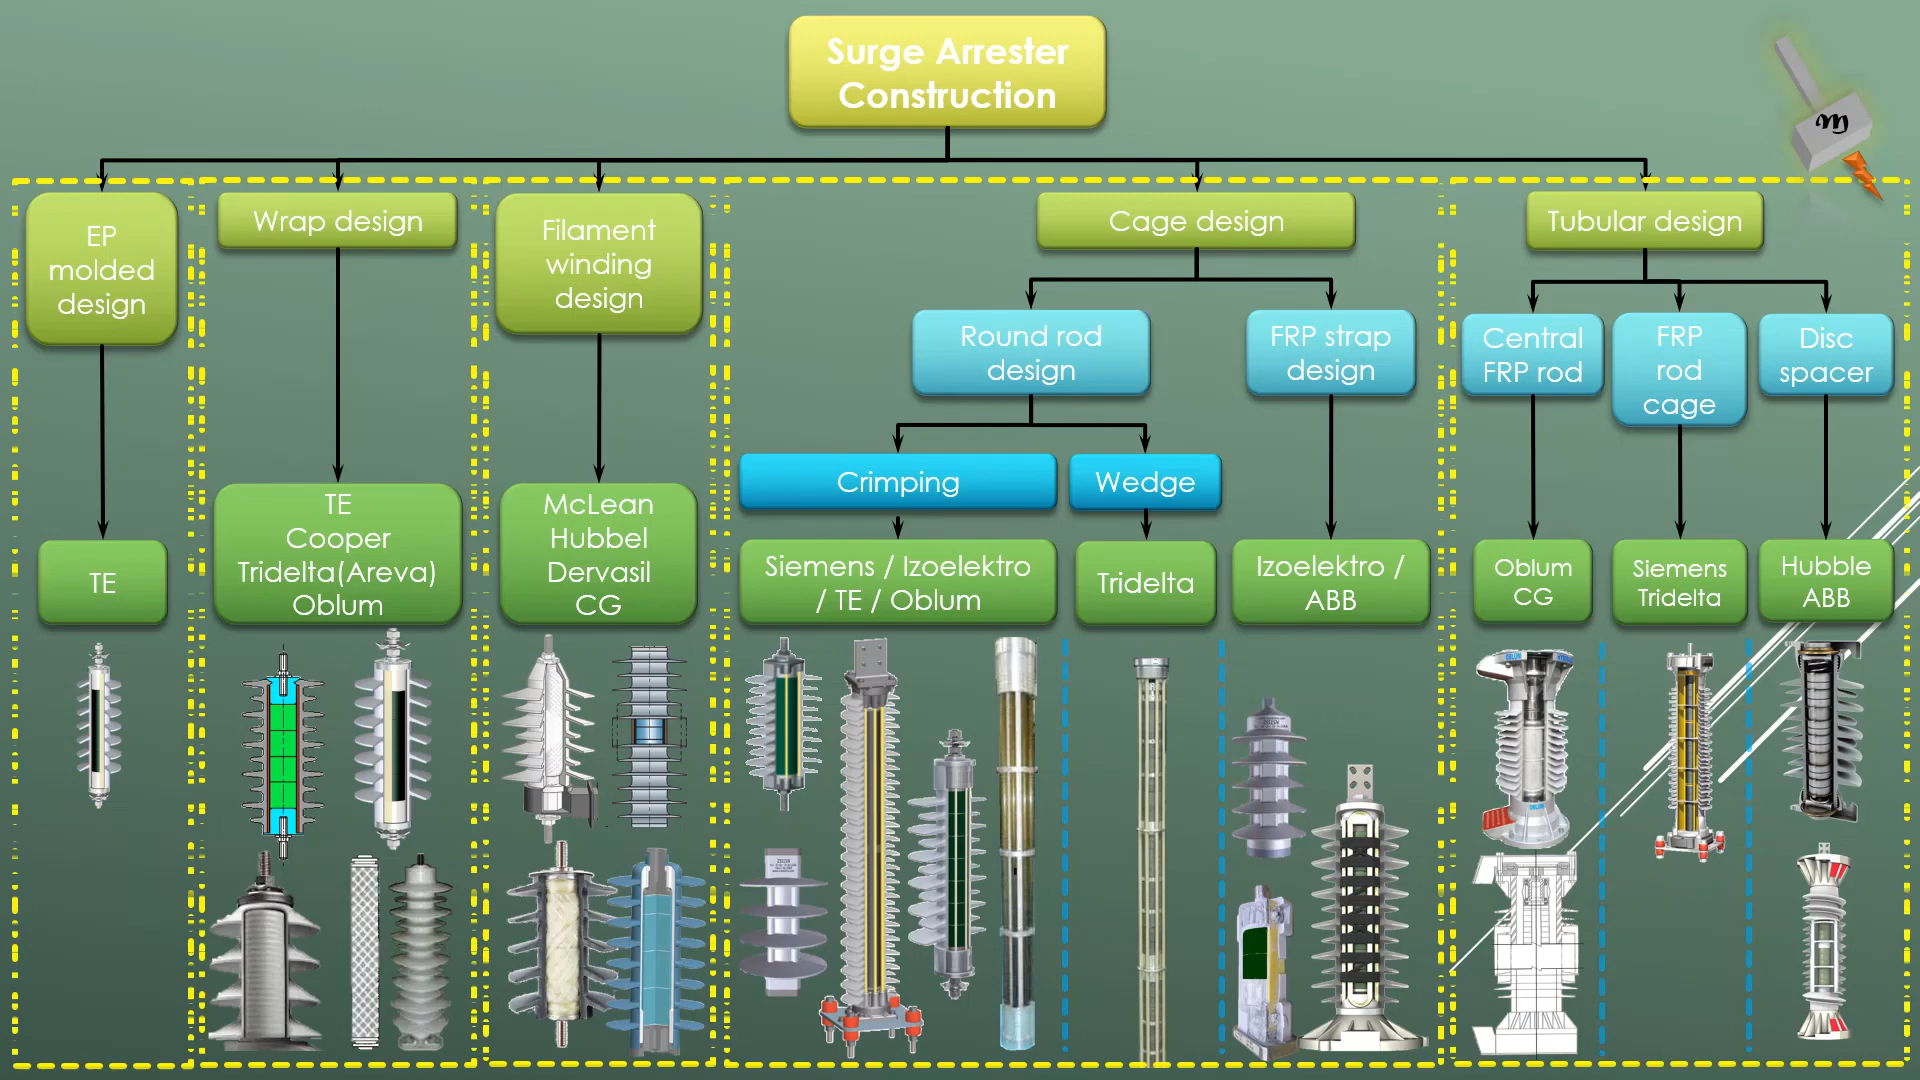 Surge Arrester
Construction
EP
molded
design
Wrap design
Filament
winding
design
Cage design
Tubular design
Round rod
design
FRP strap
design
Central
FRP rod
FRP
rod
cage
Disc
spacer
Crimping
Wedge
TE
TE
Cooper
Tridelta(Areva)
Oblum
McLean
Hubbel
Dervasil
CG
Siemens / Izoelektro
/ TE / Oblum
Tridelta
Izoelektro /
ABB
Oblum
CG
Siemens
Tridelta
Hubble
ABB